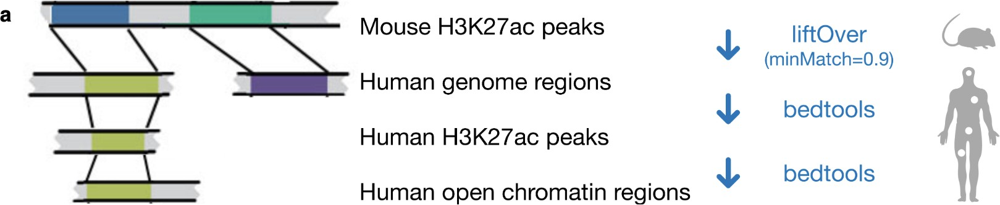 a
Mouse H3K27ac peaks
liftOver
(minMatch=0.9)
Human genome regions
bedtools
Human H3K27ac peaks
bedtools
Human open chromatin regions